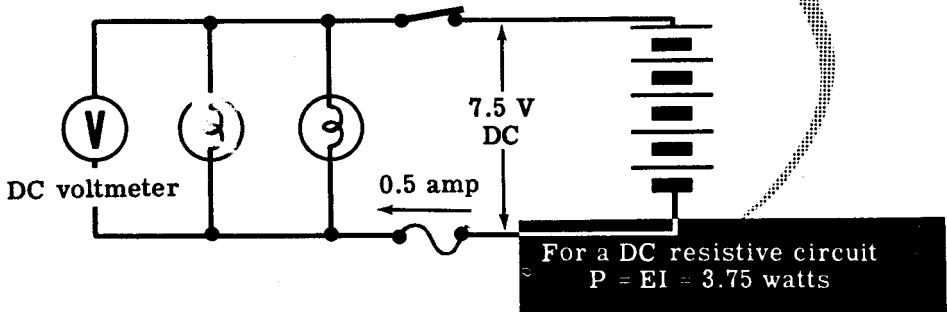 7.5 V
DC
V
DC voltmeter
0.5 amp
For a DC resistive circuit
P = EI = 3.75 watts